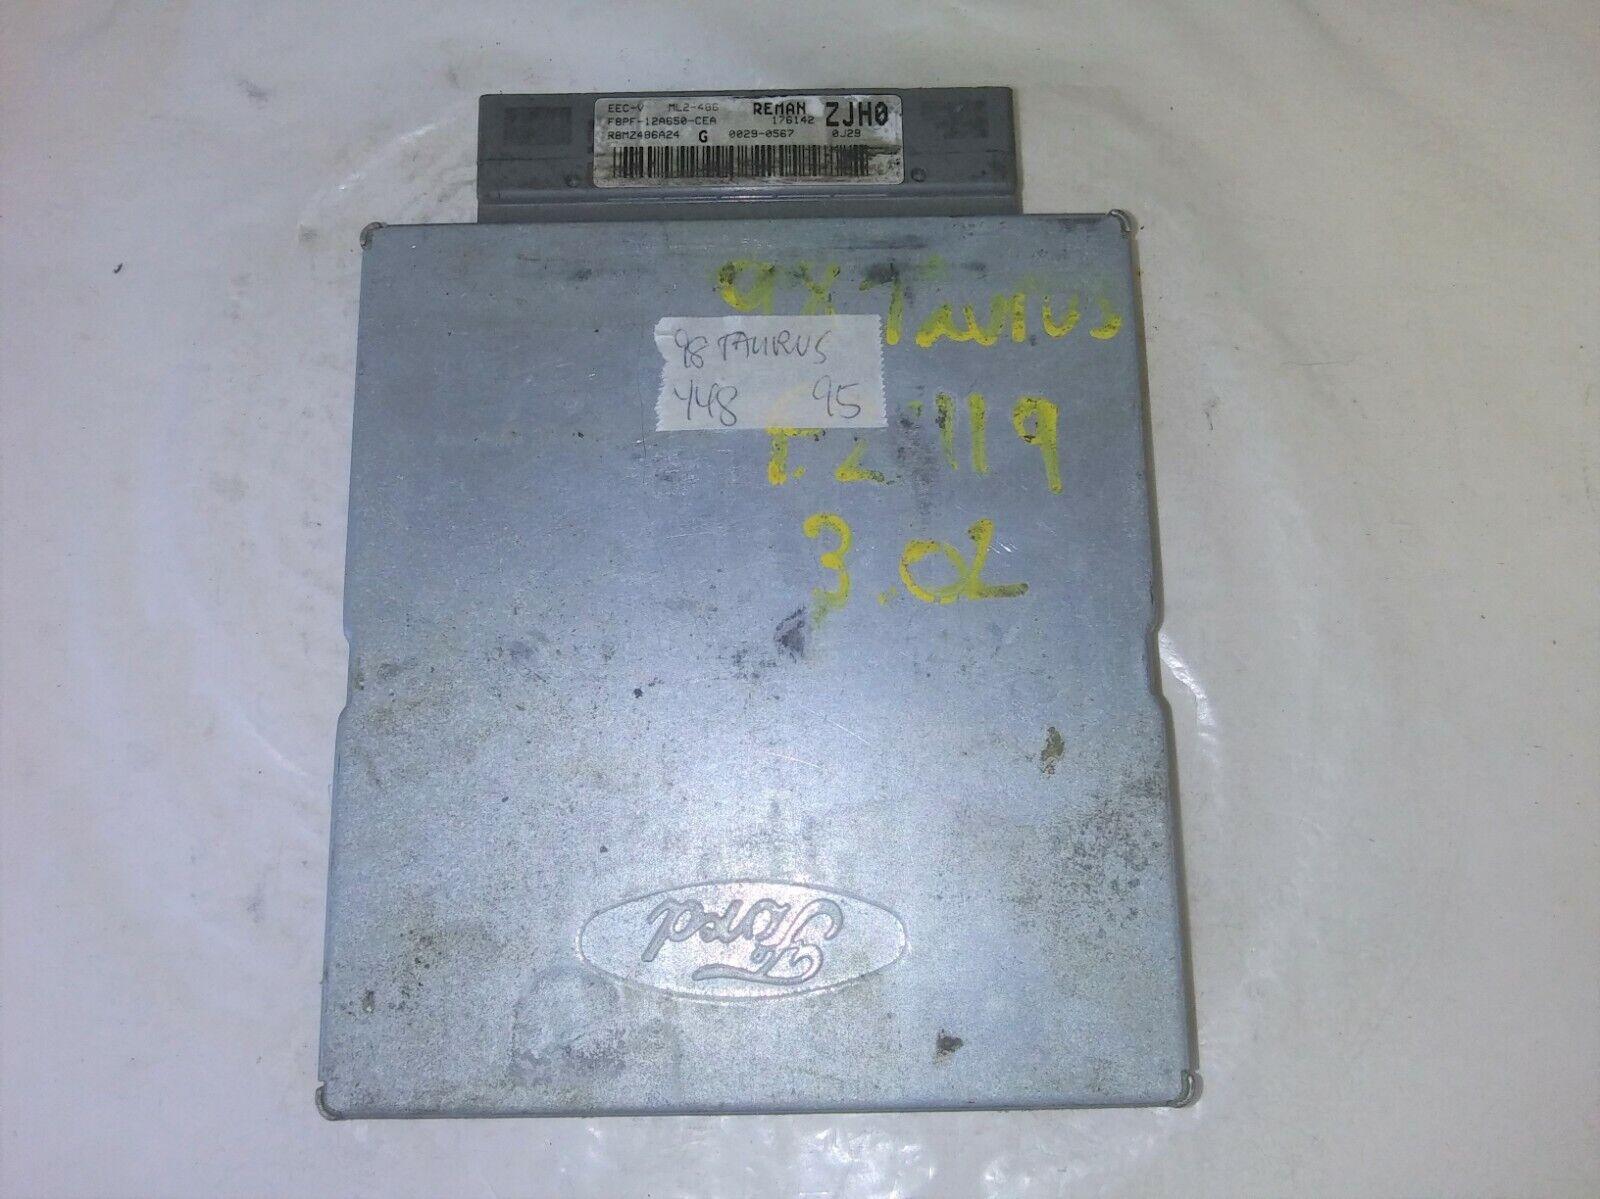 EEC-V ML2-486 REMAN ZJH0
F8PF-12A650-CEA 176142
R8MZ486A24 G 0029-0567 0J29
98 Taurus
98 TAURUS
448 95
119
3.0L
Ford